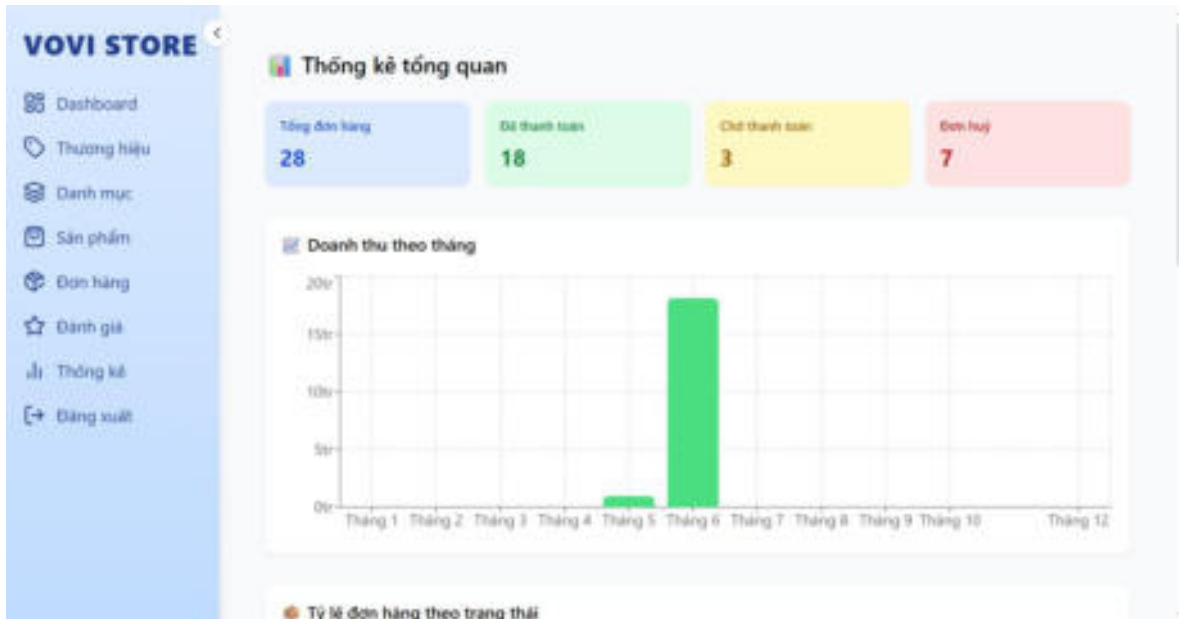 VOVI STORE
Dashboard
Thương hiệu
Danh mục
Sản phẩm
Đơn hàng
Đánh giá
Thống kê
Đăng xuất
Thống kê tổng quan
Tổng đơn hàng
28
Đã thanh toán
18
Chờ thanh toán
3
Đơn huỷ
7
Doanh thu theo tháng
20tr
15tr
10tr
5tr
0tr
Tháng 1 Tháng 2 Tháng 3 Tháng 4 Tháng 5 Tháng 6 Tháng 7 Tháng 8 Tháng 9 Tháng 10 Tháng 12
Tỷ lệ đơn hàng theo trạng thái